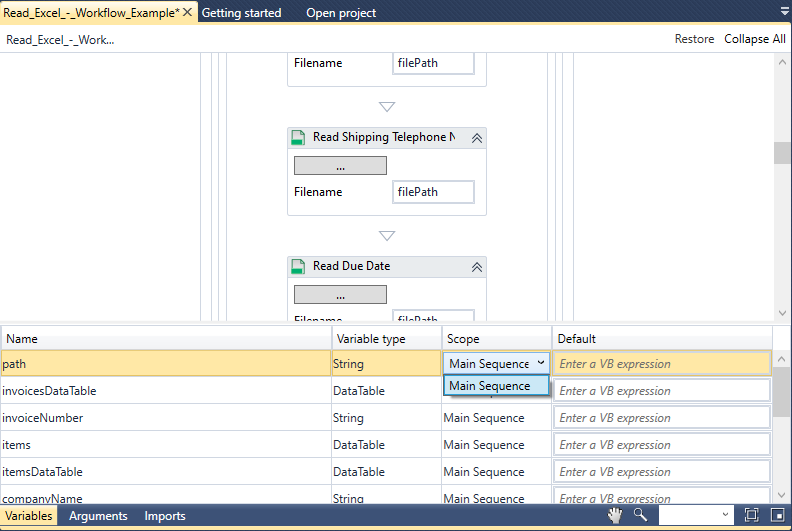 Read_Excel_-_Workflow_Example* Getting started Open project
Read_Excel_-_Work... Restore Collapse All
Filename filePath
Read Shipping Telephone N
...
Filename filePath
Read Due Date
...
Filename filePath
Name Variable type Scope Default
path String Main Sequence Enter a VB expression
Main Sequence
invoicesDataTable DataTable Enter a VB expression
invoiceNumber String Main Sequence Enter a VB expression
items DataTable Main Sequence Enter a VB expression
itemsDataTable DataTable Main Sequence Enter a VB expression
companyName String Main Sequence Enter a VB expression
Variables Arguments Imports